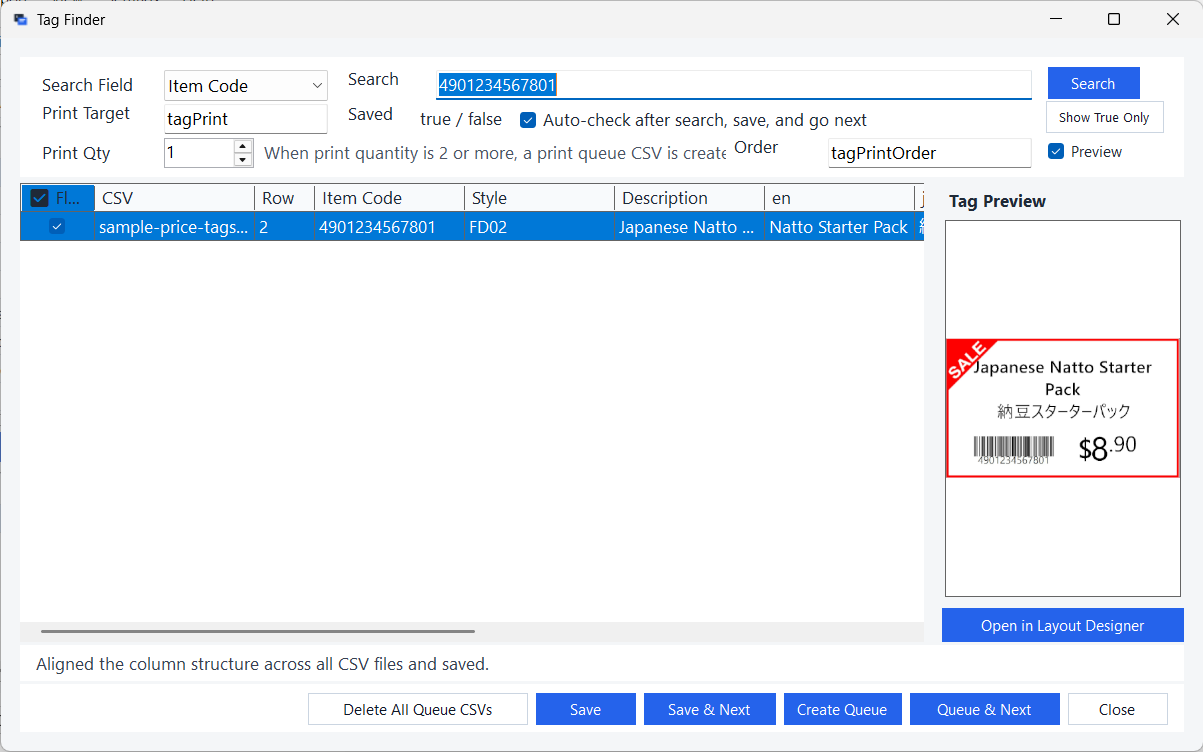 Tag Finder
Search Field
Item Code
Search
4901234567801
Search
Print Target
tagPrint
Saved
true / false
Auto-check after search, save, and go next
Show True Only
Print Qty
1
When print quantity is 2 or more, a print queue CSV is create
Order
tagPrintOrder
Preview
Fl... CSV Row Item Code Style Description en
sample-price-tags... 2 4901234567801 FD02 Japanese Natto ... Natto Starter Pack
Tag Preview
SALE
Japanese Natto Starter
Pack
納豆スターターパック
4901234567801
$8.90
Open in Layout Designer
Aligned the column structure across all CSV files and saved.
Delete All Queue CSVs
Save
Save & Next
Create Queue
Queue & Next
Close